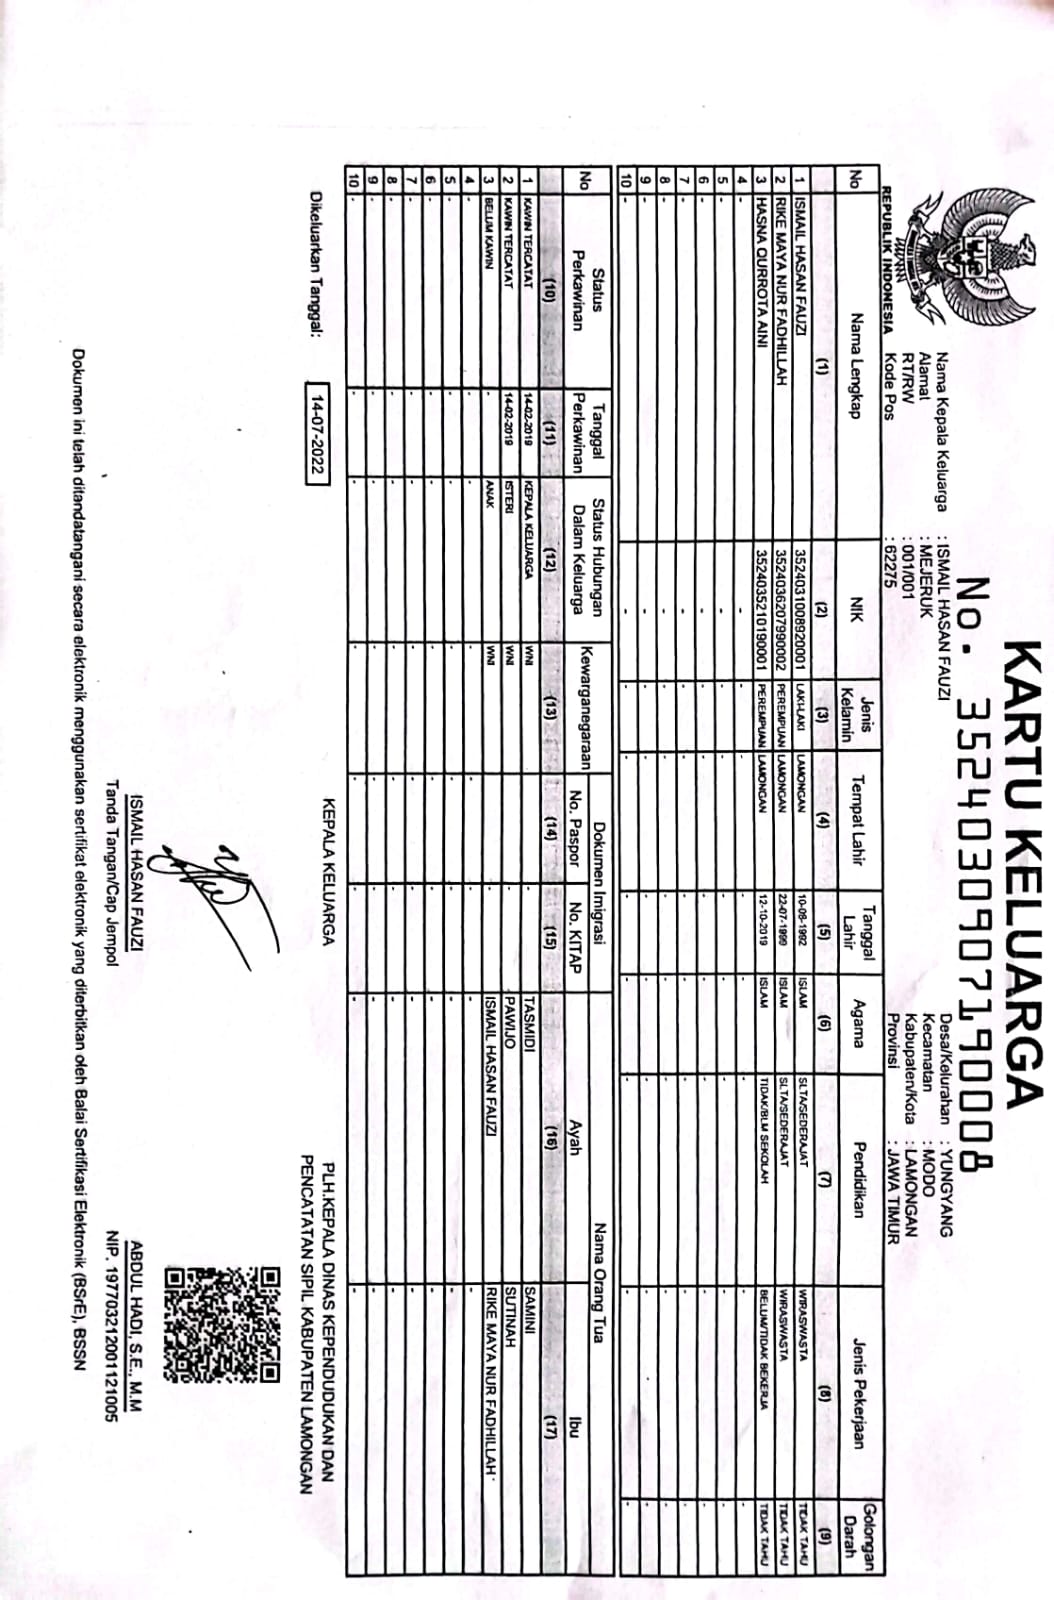 KARTU KELUARGA
No. 3524030907190008
REPUBLIK INDONESIA
Nama Kepala Keluarga : ISMAIL HASAN FAUZI
Alamat : MEJERUK
RT/RW : 001/001
Kode Pos : 62275
Desa/Kelurahan : YUNGYANG
Kecamatan : MODO
Kabupaten/Kota : LAMONGAN
Provinsi : JAWA TIMUR
No Nama Lengkap NIK Jenis Kelamin Tempat Lahir Tanggal Lahir Agama Pendidikan Jenis Pekerjaan Golongan Darah
(1) (2) (3) (4) (5) (6) (7) (8) (9)
1 ISMAIL HASAN FAUZI 3524031008920001 LAKI-LAKI LAMONGAN 10-08-1992 ISLAM SLTA/SEDERAJAT WIRASWASTA TIDAK TAHU
2 RIKE MAYA NUR FADHILLAH 3524036207990002 PEREMPUAN LAMONGAN 22-07-1999 ISLAM SLTA/SEDERAJAT WIRASWASTA TIDAK TAHU
3 HASNA QURROTA AINI 3524035210190001 PEREMPUAN LAMONGAN 12-10-2019 ISLAM TIDAK/BLM SEKOLAH BELUM/TIDAK BEKERJA TIDAK TAHU
4 - - - - - - - - -
5 - - - - - - - - -
6 - - - - - - - - -
7 - - - - - - - - -
8 - - - - - - - - -
9 - - - - - - - - -
10 - - - - - - - - -
No Status Perkawinan Tanggal Perkawinan Status Hubungan Dalam Keluarga Kewarganegaraan Dokumen Imigrasi Nama Orang Tua
No. Paspor No. KITAP Ayah Ibu
(10) (11) (12) (13) (14) (15) (16) (17)
1 KAWIN TERCATAT 14-02-2019 KEPALA KELUARGA WNI - - TASMIDI SAMINI
2 KAWIN TERCATAT 14-02-2019 ISTERI WNI - - PAWIJO SUTINAH
3 BELUM KAWIN - ANAK WNI - - ISMAIL HASAN FAUZI RIKE MAYA NUR FADHILLAH
4 - - - - - - - -
5 - - - - - - - -
6 - - - - - - - -
7 - - - - - - - -
8 - - - - - - - -
9 - - - - - - - -
10 - - - - - - - -
Dikeluarkan Tanggal: 14-07-2022
KEPALA KELUARGA
ISMAIL HASAN FAUZI
Tanda Tangan/Cap Jempol
PLH.KEPALA DINAS KEPENDUDUKAN DAN
PENCATATAN SIPIL KABUPATEN LAMONGAN
ABDUL HADI, S.E., M.M
NIP. 197703212001121005
Dokumen ini telah ditandatangani secara elektronik menggunakan sertifikat elektronik yang diterbitkan oleh Balai Sertifikasi Elektronik (BSrE), BSSN